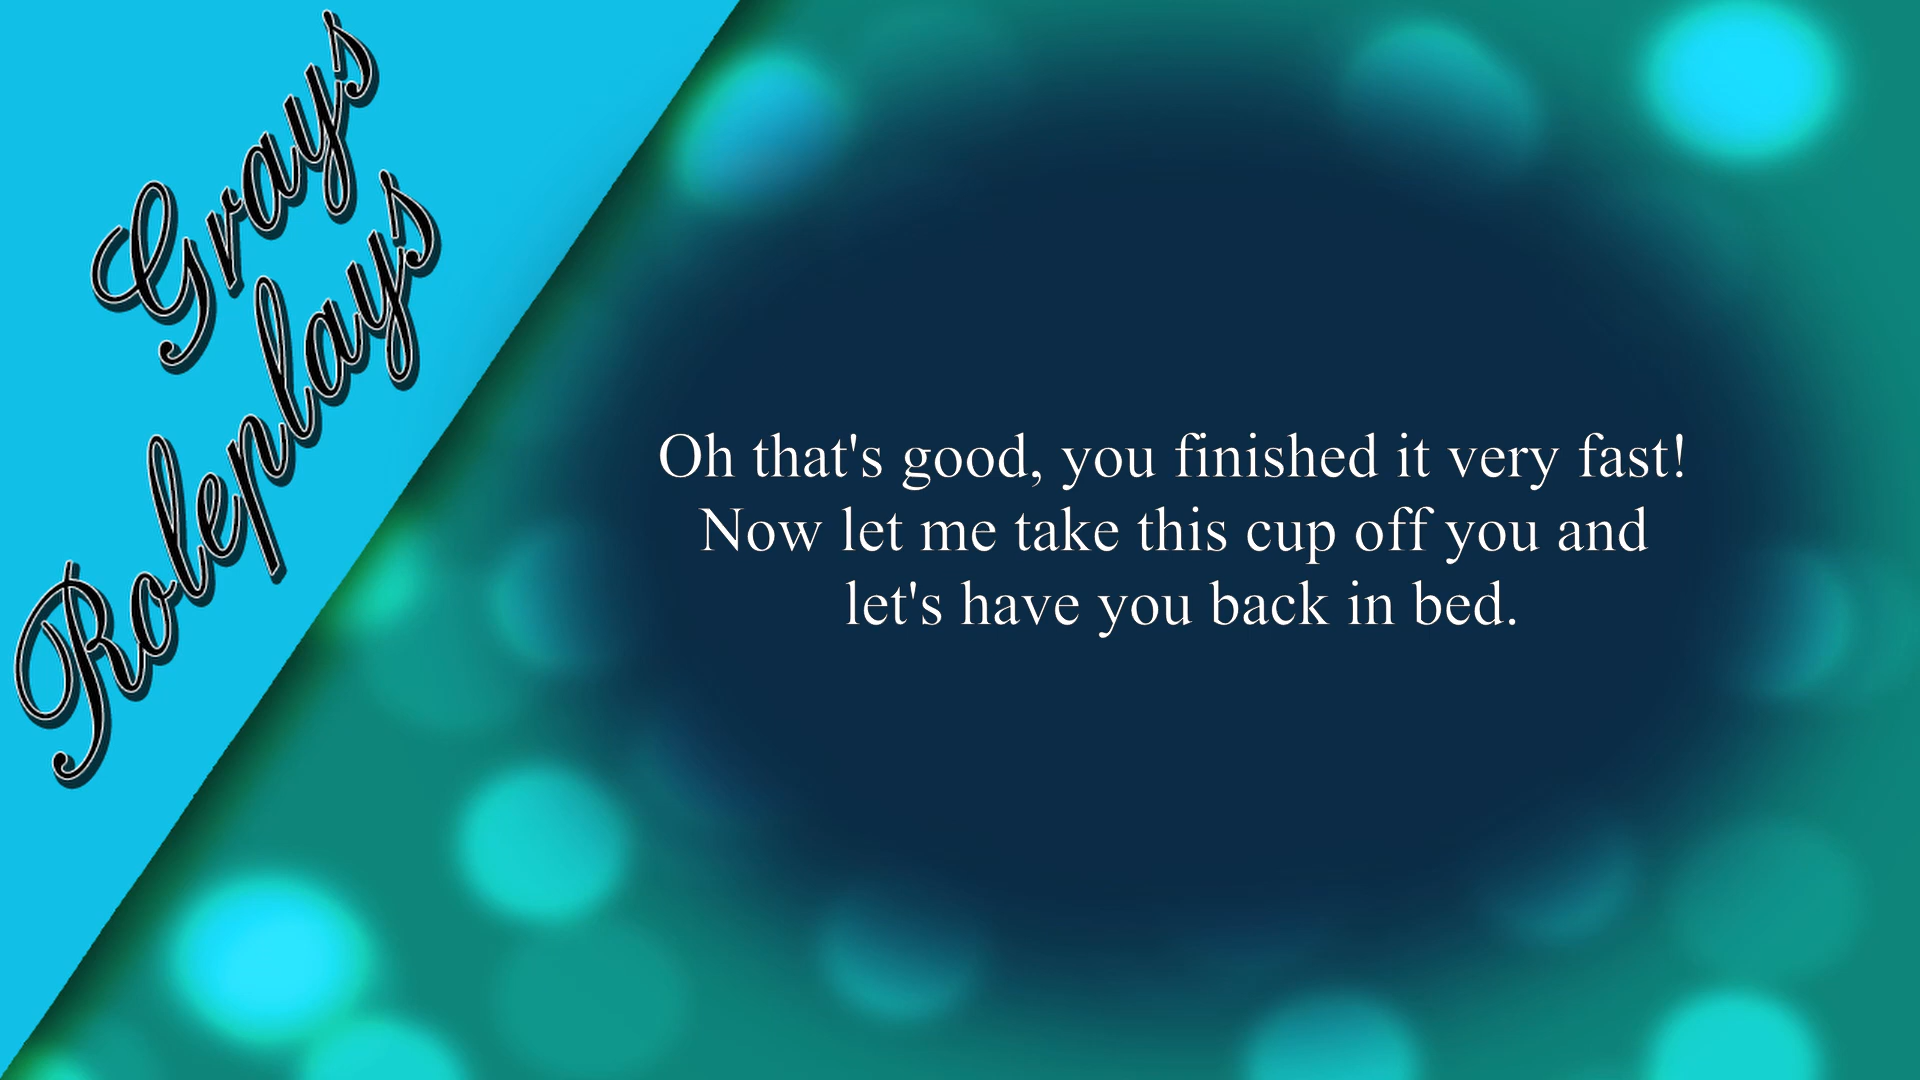 Grays
Roleplays
Oh that's good, you finished it very fast!
Now let me take this cup off you and
let's have you back in bed.